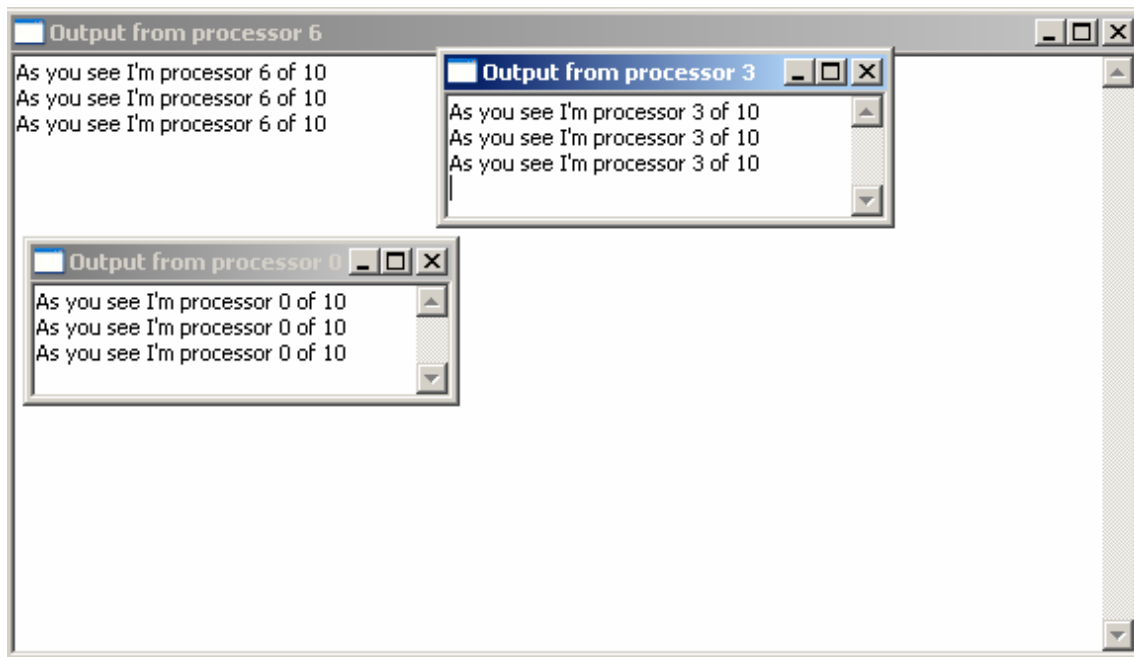 Output from processor 6
As you see I'm processor 6 of 10
As you see I'm processor 6 of 10
As you see I'm processor 6 of 10
Output from processor 3
As you see I'm processor 3 of 10
As you see I'm processor 3 of 10
As you see I'm processor 3 of 10
Output from processor 0
As you see I'm processor 0 of 10
As you see I'm processor 0 of 10
As you see I'm processor 0 of 10